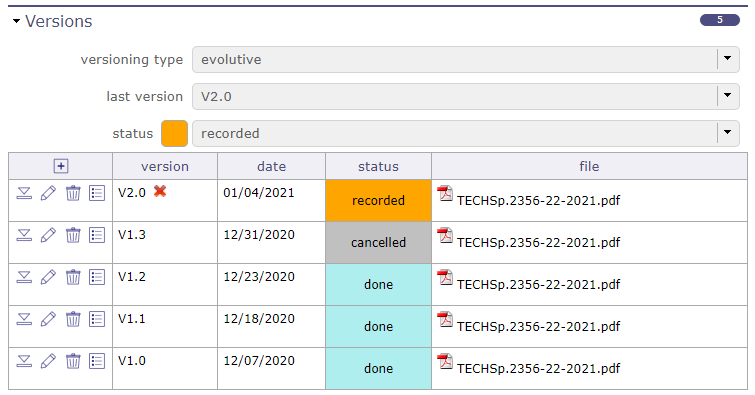 Versions 5
versioning type evolutive
last version V2.0
status recorded
version date status file
V2.0 01/04/2021 recorded TECHSp.2356-22-2021.pdf
V1.3 12/31/2020 cancelled TECHSp.2356-22-2021.pdf
V1.2 12/23/2020 done TECHSp.2356-22-2021.pdf
V1.1 12/18/2020 done TECHSp.2356-22-2021.pdf
V1.0 12/07/2020 done TECHSp.2356-22-2021.pdf